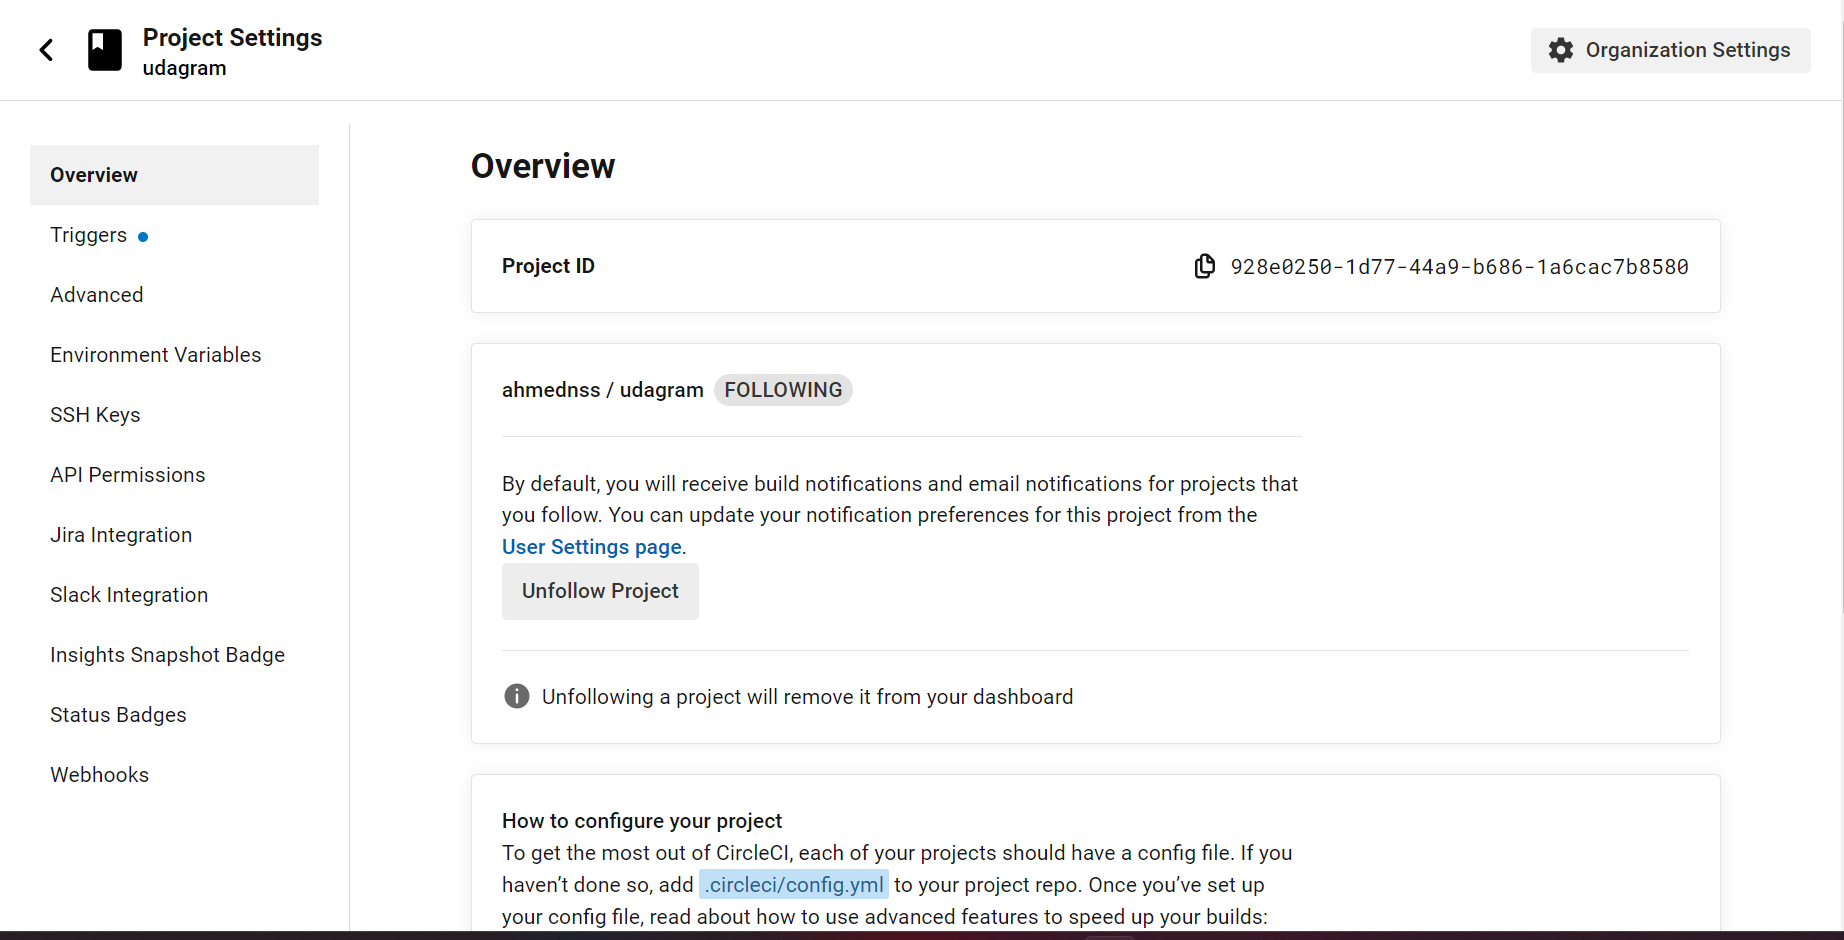 Project Settings
udagram
Organization Settings
Overview
Triggers
Advanced
Environment Variables
SSH Keys
API Permissions
Jira Integration
Slack Integration
Insights Snapshot Badge
Status Badges
Webhooks
Overview
Project ID
928e0250-1d77-44a9-b686-1a6cac7b8580
ahmednss / udagram FOLLOWING
By default, you will receive build notifications and email notifications for projects that
you follow. You can update your notification preferences for this project from the
User Settings page.
Unfollow Project
Unfollowing a project will remove it from your dashboard
How to configure your project
To get the most out of CircleCI, each of your projects should have a config file. If you
haven’t done so, add .circleci/config.yml to your project repo. Once you’ve set up
your config file, read about how to use advanced features to speed up your builds: